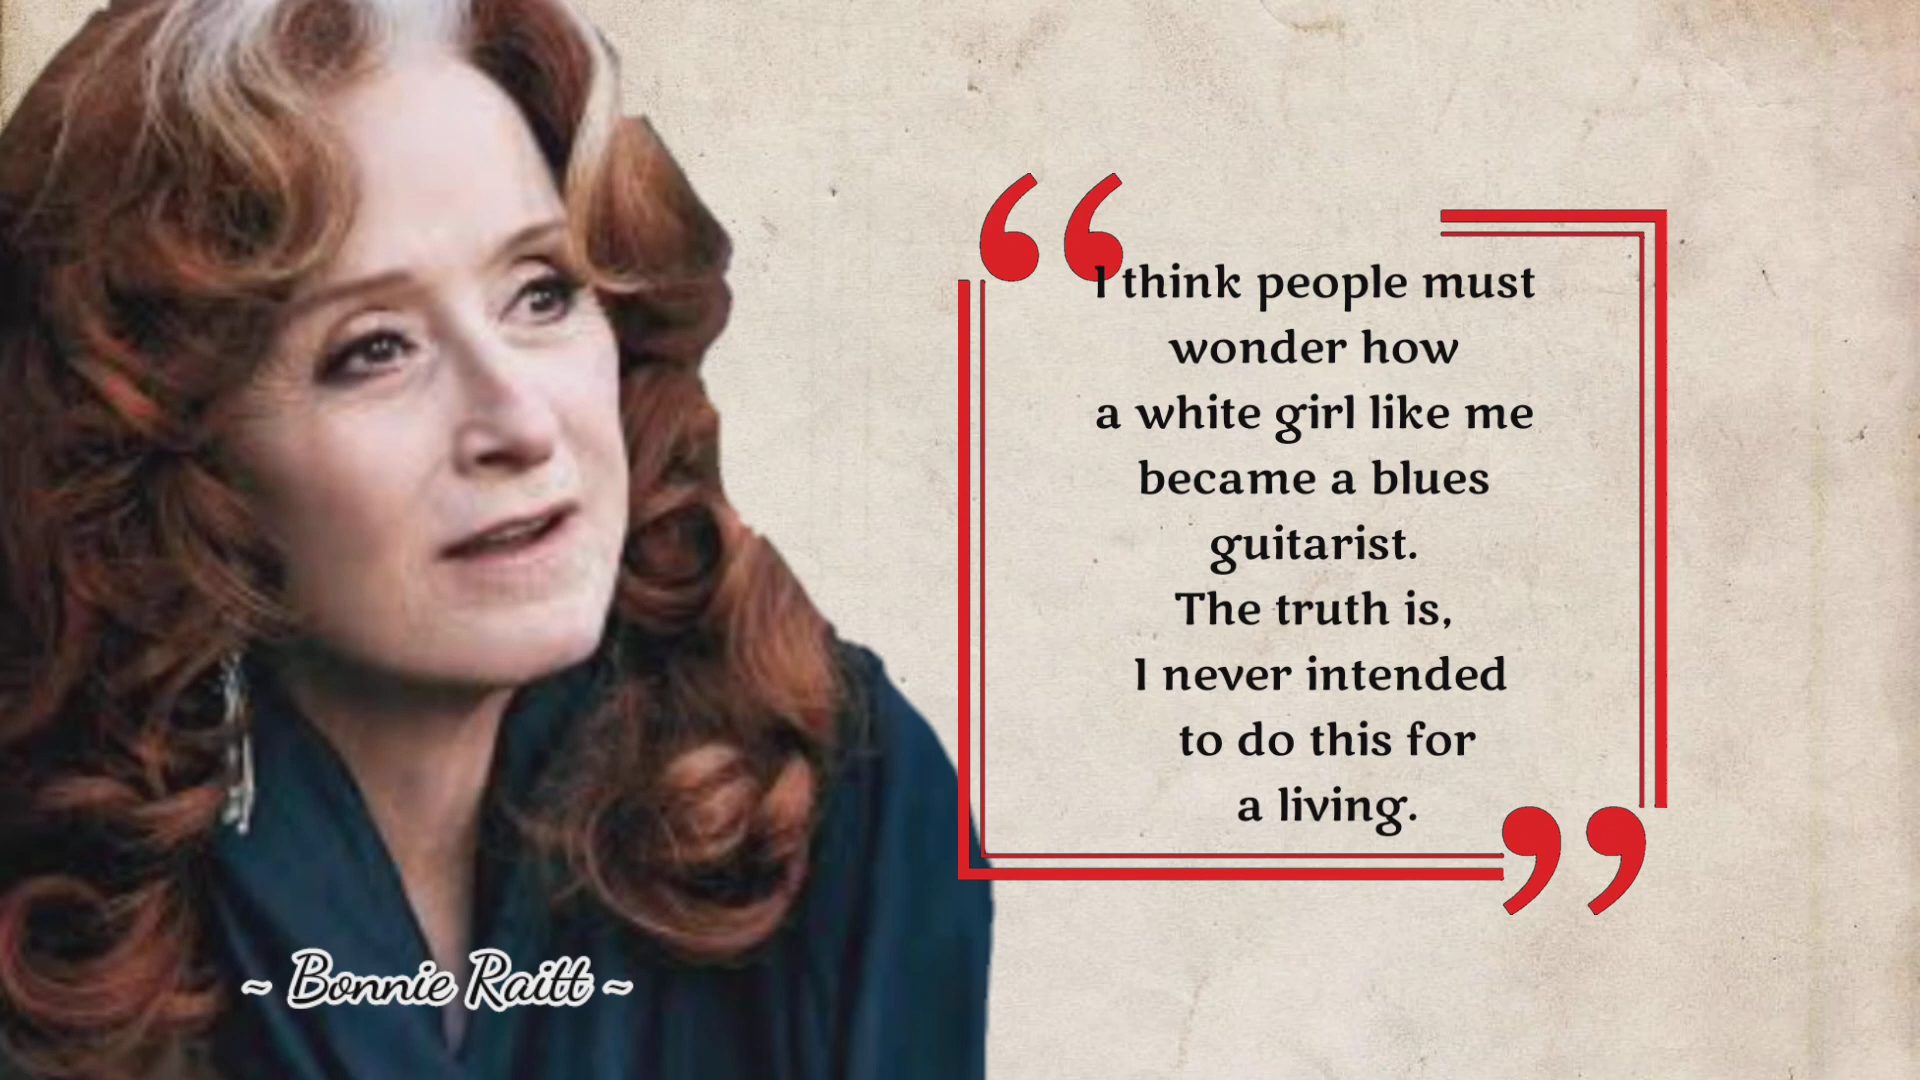 I think people must
wonder how
a white girl like me
became a blues
guitarist.
The truth is,
I never intended
to do this for
a living.
~ Bonnie Raitt ~